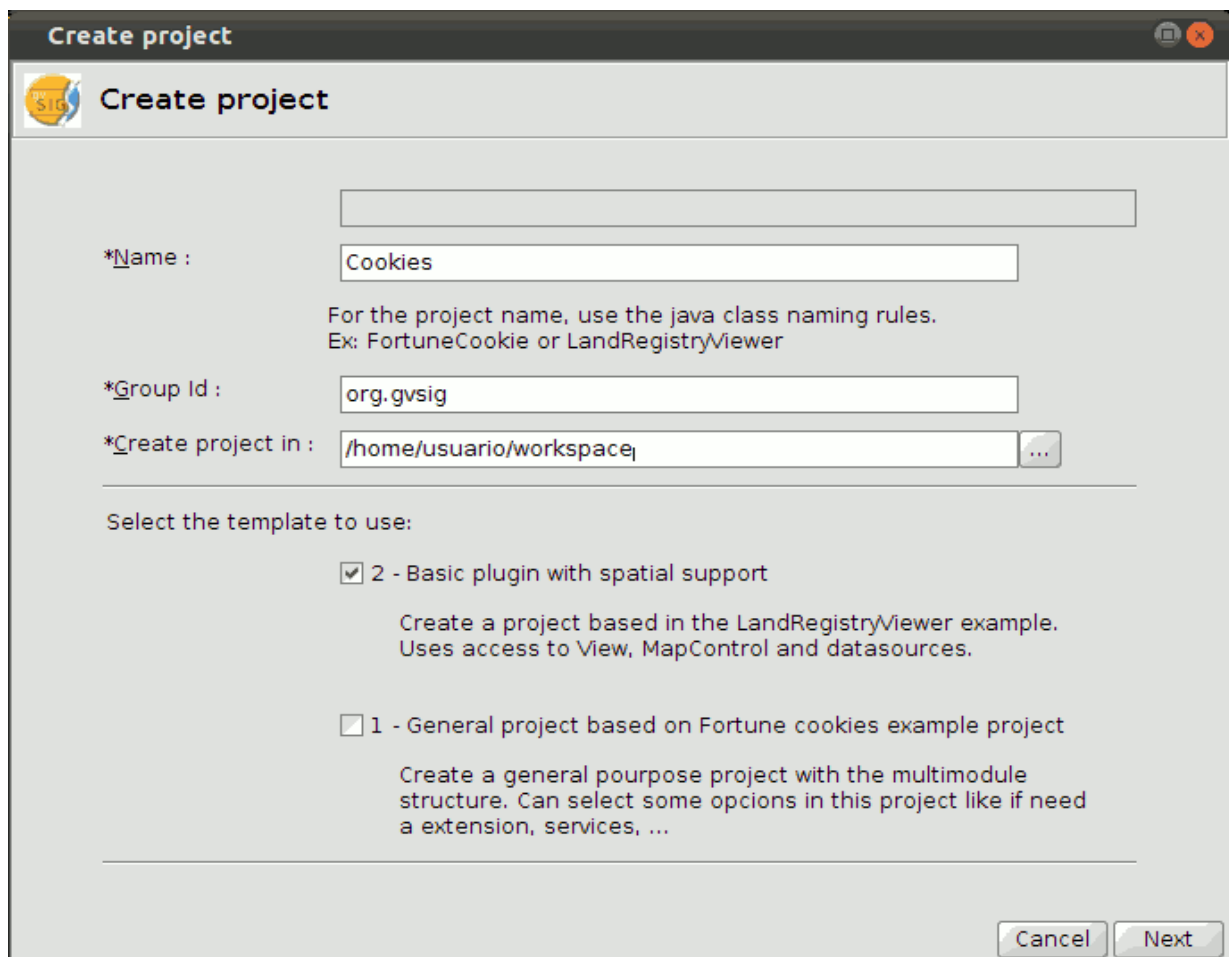 Create project
SIG
Create project
*Name :
Cookies
For the project name, use the java class naming rules.
Ex: FortuneCookie or LandRegistryViewer
*Group Id :
org.gvsig
*Create project in :
/home/usuario/workspace
...
Select the template to use:
2 - Basic plugin with spatial support
Create a project based in the LandRegistryViewer example.
Uses access to View, MapControl and datasources.
1 - General project based on Fortune cookies example project
Create a general pourpose project with the multimodule
structure. Can select some opcions in this project like if need
a extension, services, ...
Cancel
Next